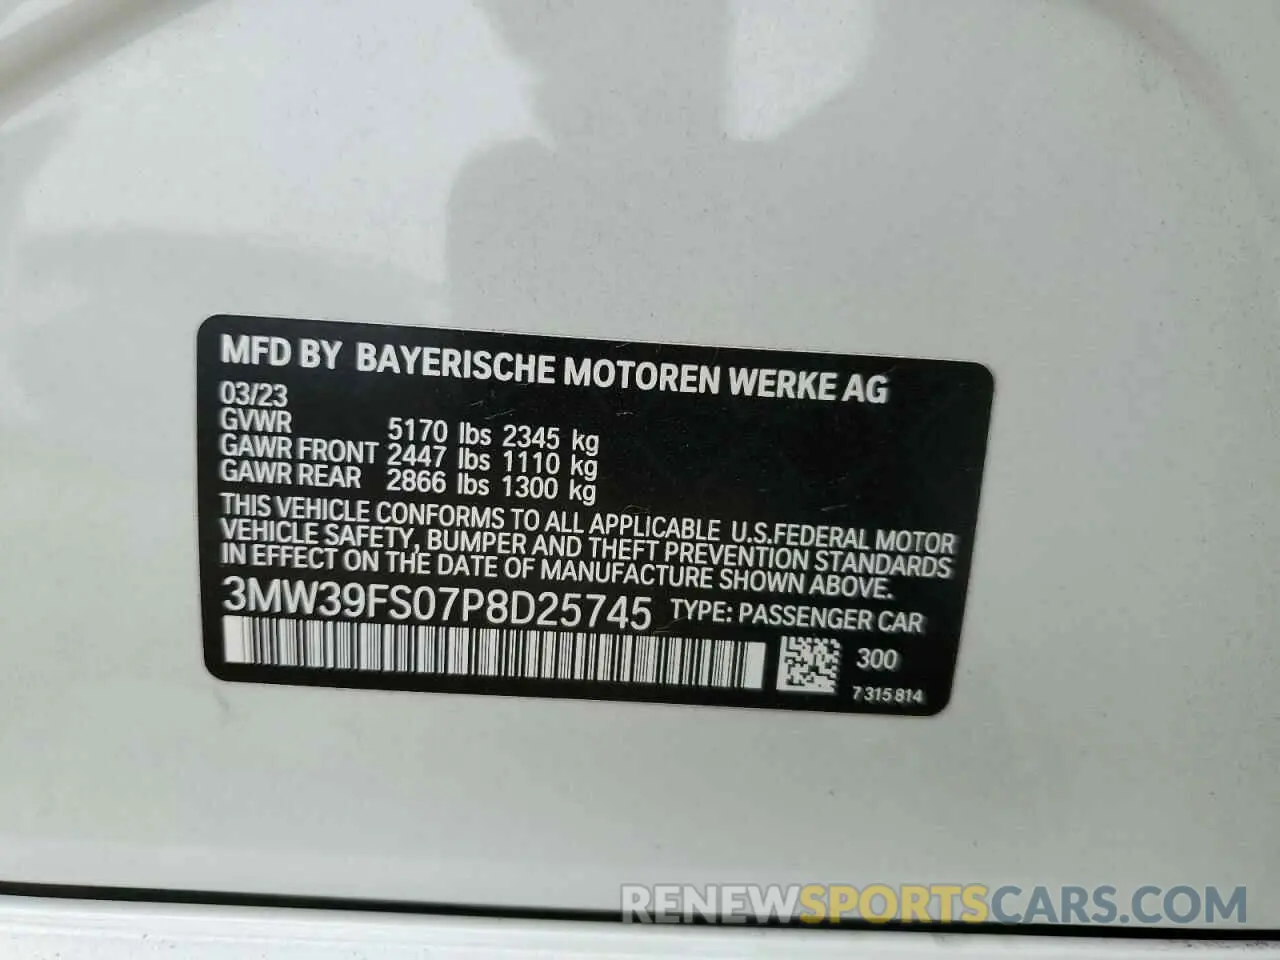 MFD BY BAYERISCHE MOTOREN WERKE AG
03/23
GVWR 5170 lbs 2345 kg
GAWR FRONT 2447 lbs 1110 kg
GAWR REAR 2866 lbs 1300 kg
THIS VEHICLE CONFORMS TO ALL APPLICABLE U.S.FEDERAL MOTOR
VEHICLE SAFETY, BUMPER AND THEFT PREVENTION STANDARDS
IN EFFECT ON THE DATE OF MANUFACTURE SHOWN ABOVE.
3MW39FS07P8D25745 TYPE: PASSENGER CAR
300
7 315 814
RENEWSPORTSCARS.COM